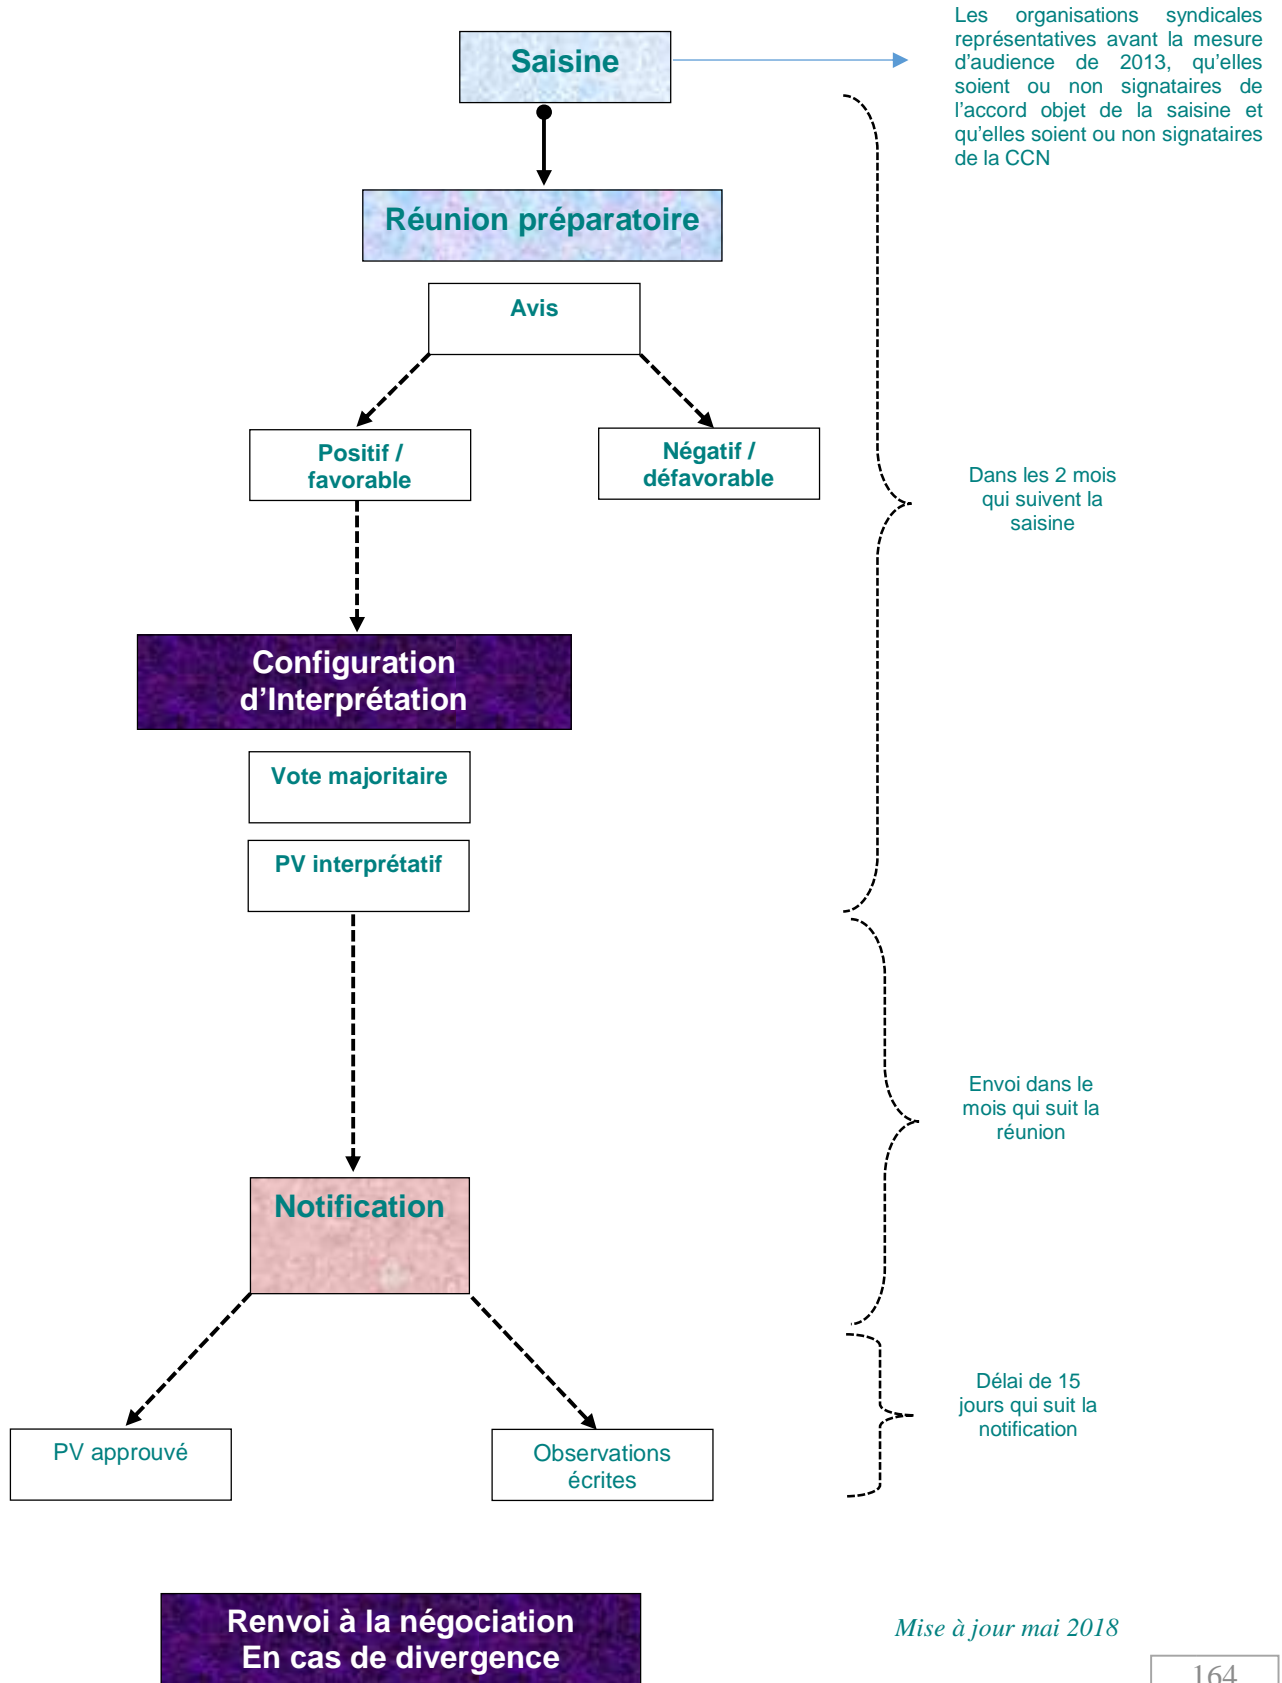 Saisine
Les organisations syndicales
représentatives avant la mesure
d’audience de 2013, qu’elles
soient ou non signataires de
l’accord objet de la saisine et
qu’elles soient ou non signataires
de la CCN
Réunion préparatoire
Avis
Positif /
favorable
Négatif /
défavorable
Dans les 2 mois
qui suivent la
saisine
Configuration
d’Interprétation
Vote majoritaire
PV interprétatif
Envoi dans le
mois qui suit la
réunion
Notification
Délai de 15
jours qui suit la
notification
PV approuvé
Observations
écrites
Renvoi à la négociation
En cas de divergence
Mise à jour mai 2018
164